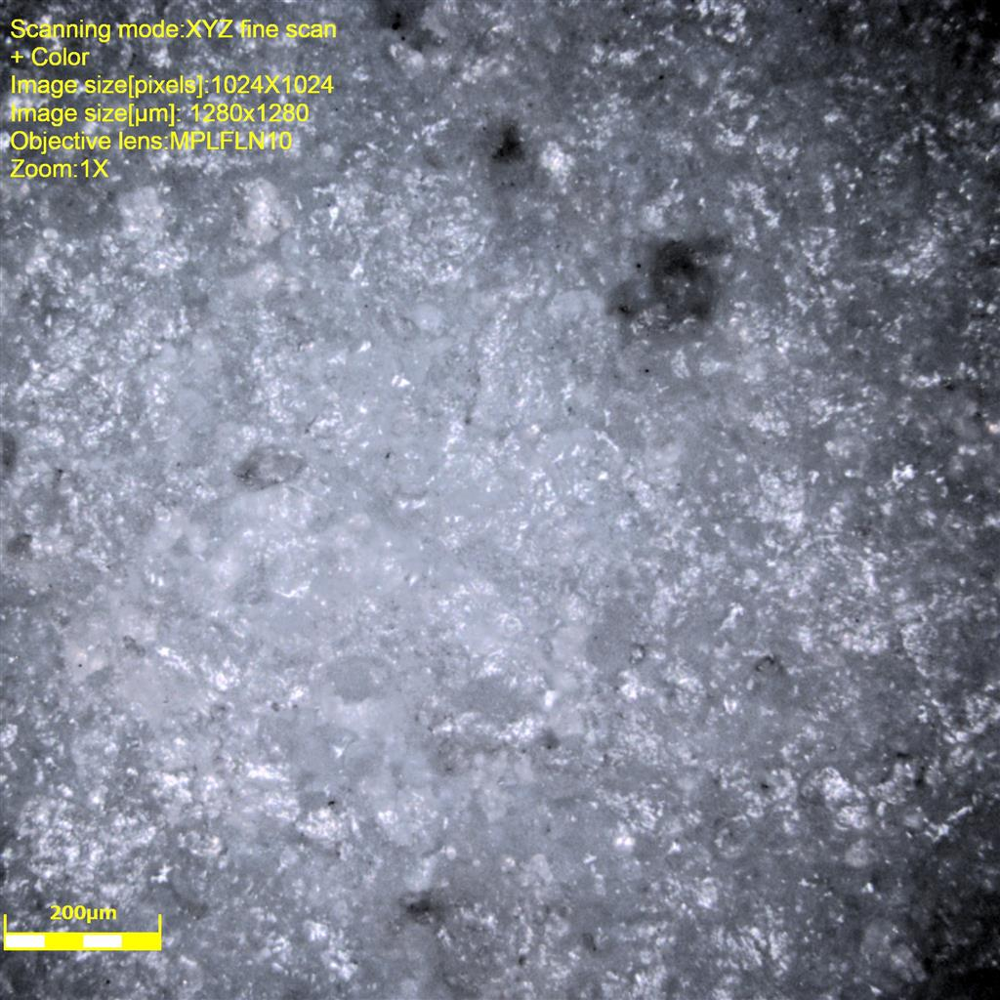 Scanning mode:XYZ fine scan
+ Color
Image size[pixels]:1024X1024
Image size[µm]: 1280x1280
Objective lens:MPLFLN10
Zoom:1X
200µm